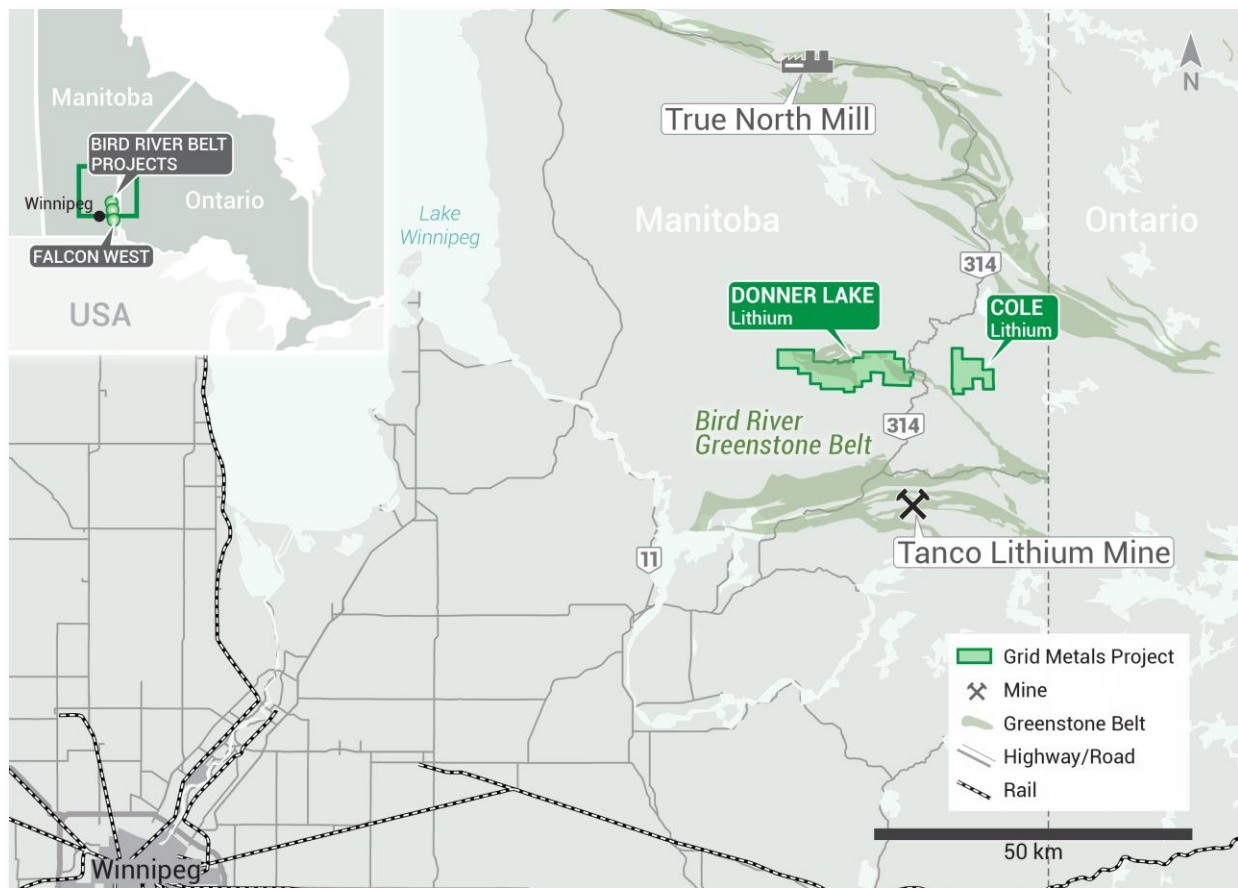 Manitoba
BIRD RIVER BELT
PROJECTS
Winnipeg
Ontario
FALCON WEST
USA
N
True North Mill
Lake
Winnipeg
Manitoba
Ontario
314
DONNER LAKE
Lithium
COLE
Lithium
Bird River
Greenstone Belt
314
Tanco Lithium Mine
11
Grid Metals Project
Mine
Greenstone Belt
Highway/Road
Rail
50 km
Winnipeg